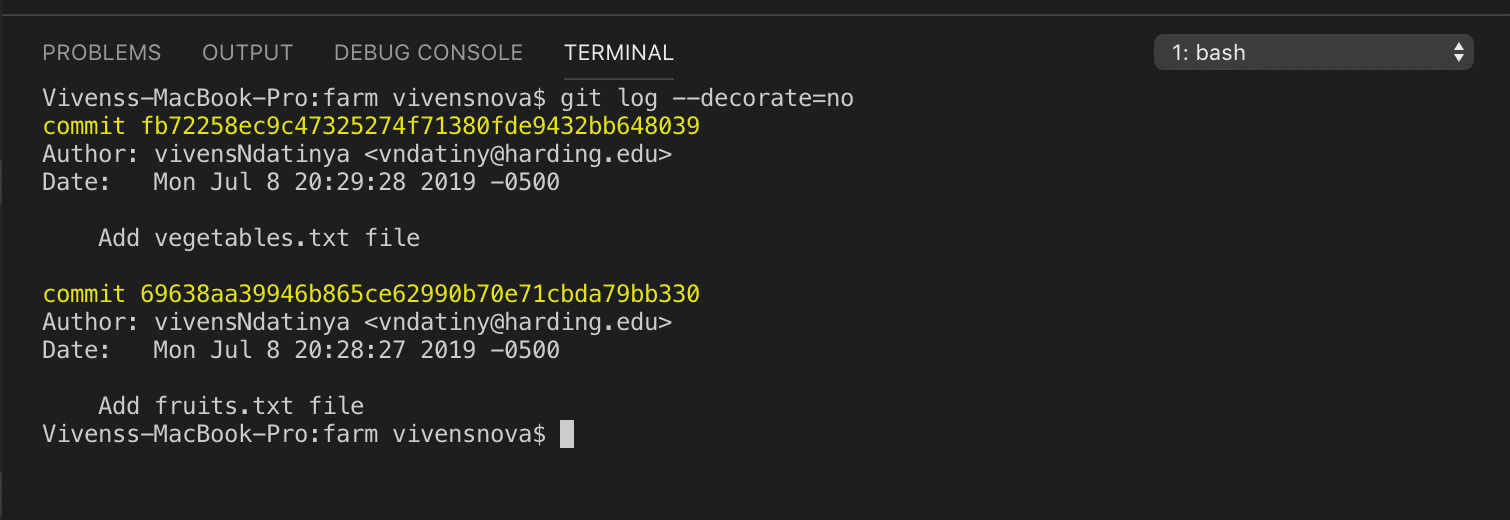 PROBLEMS OUTPUT DEBUG CONSOLE TERMINAL 1: bash
Vivenss-MacBook-Pro:farm vivensnova$ git log --decorate=no
commit fb72258ec9c47325274f71380fde9432bb648039
Author: vivensNdatinya <vndatiny@harding.edu>
Date:   Mon Jul 8 20:29:28 2019 -0500
    Add vegetables.txt file
commit 69638aa39946b865ce62990b70e71cbda79bb330
Author: vivensNdatinya <vndatiny@harding.edu>
Date:   Mon Jul 8 20:28:27 2019 -0500
    Add fruits.txt file
Vivenss-MacBook-Pro:farm vivensnova$